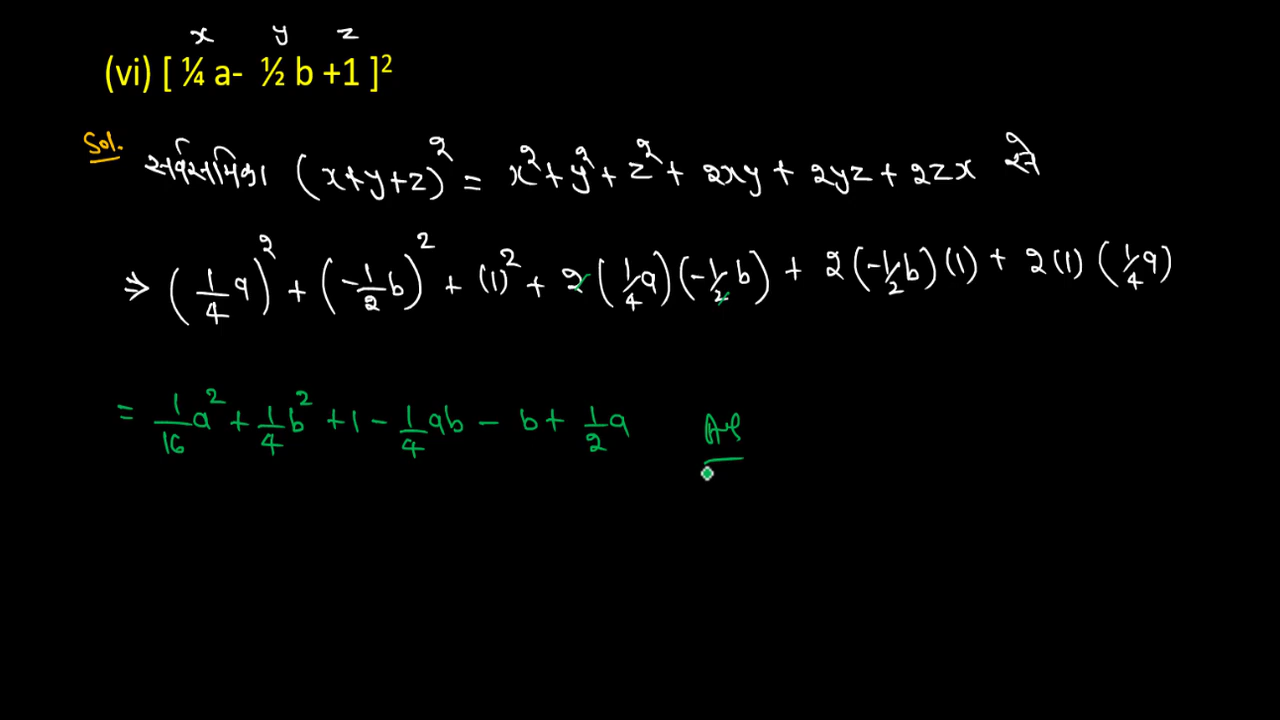 x y z
(vi) [ ¼ a- ½ b +1 ]²
Sol. सर्वसमिका (x+y+z)² = x² + y² + z² + 2xy + 2yz + 2zx से
⇒ (1/4 a)² + (-1/2 b)² + (1)² + 2(1/4 a)(-1/2 b) + 2(-1/2 b)(1) + 2(1)(1/4 a)
= 1/16 a² + 1/4 b² + 1 - 1/4 ab - b + 1/2 a